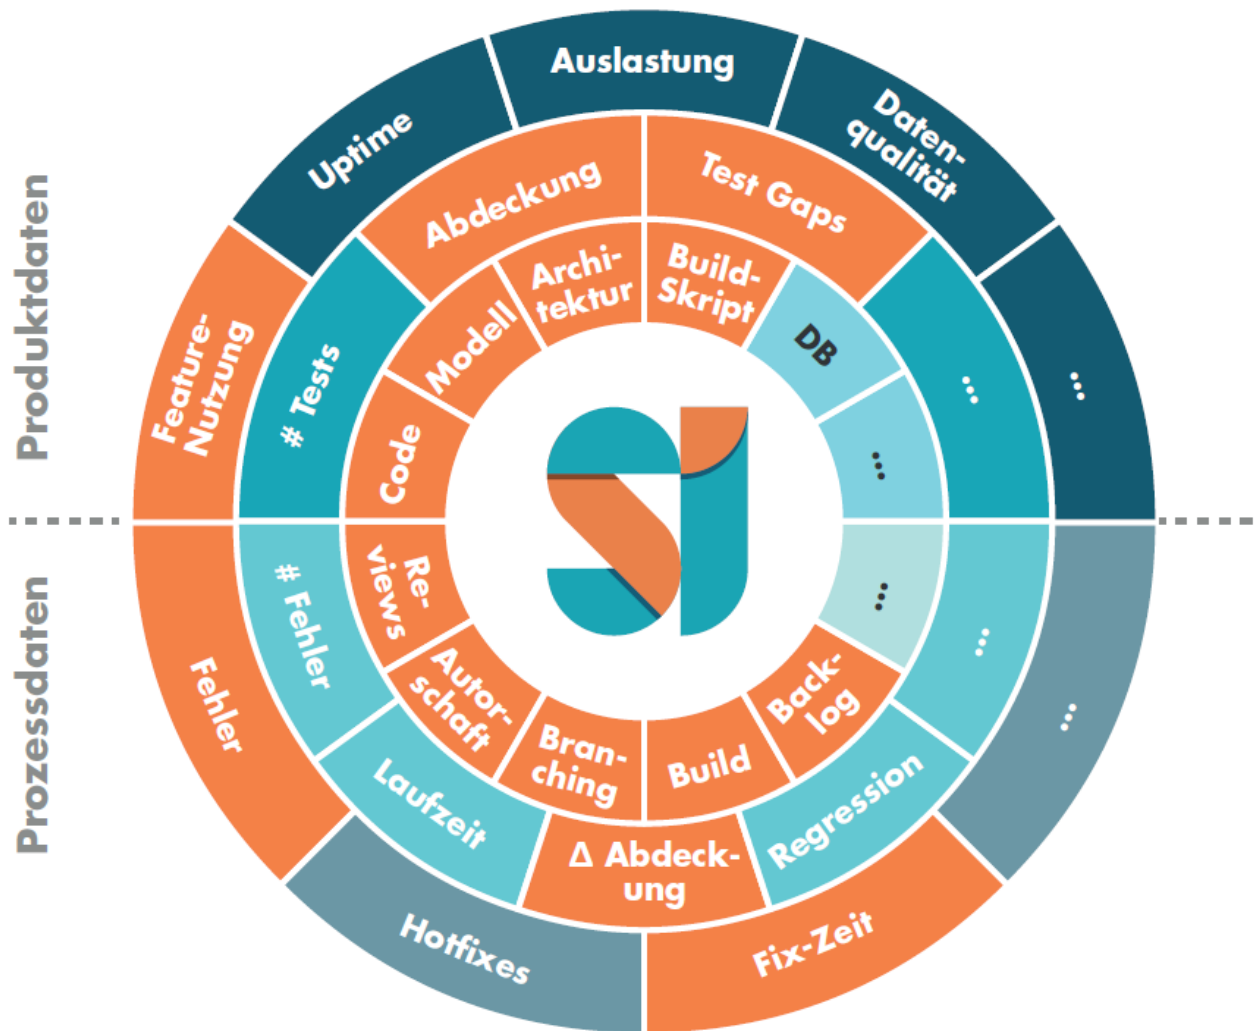 Produktdaten
Prozessdaten
Feature-
Nutzung
Uptime
Auslastung
Daten-
qualität
...
# Tests
Abdeckung
Test Gaps
...
Code
Modell
Archi-
tektur
Build-
Skript
DB
...
Re-
views
Autor-
schaft
Bran-
ching
Build
Back-
log
...
# Fehler
Laufzeit
Δ Abdeck-
ung
Regression
...
Fehler
Hotfixes
Fix-Zeit
...